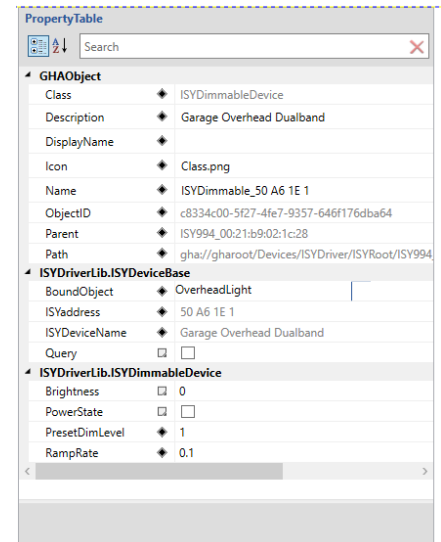 PropertyTable
Search
GHAObject
Class ISYDimmableDevice
Description Garage Overhead Dualband
DisplayName
Icon Class.png
Name ISYDimmable_50 A6 1E 1
ObjectID c8334c00-5f27-4fe7-9357-646f176dba64
Parent ISY994_00:21:b9:02:1c:28
Path gha://gharoot/Devices/ISYDriver/ISYRoot/ISY994_
ISYDriverLib.ISYDeviceBase
BoundObject OverheadLight
ISYaddress 50 A6 1E 1
ISYDeviceName Garage Overhead Dualband
Query
ISYDriverLib.ISYDimmableDevice
Brightness 0
PowerState
PresetDimLevel 1
RampRate 0.1